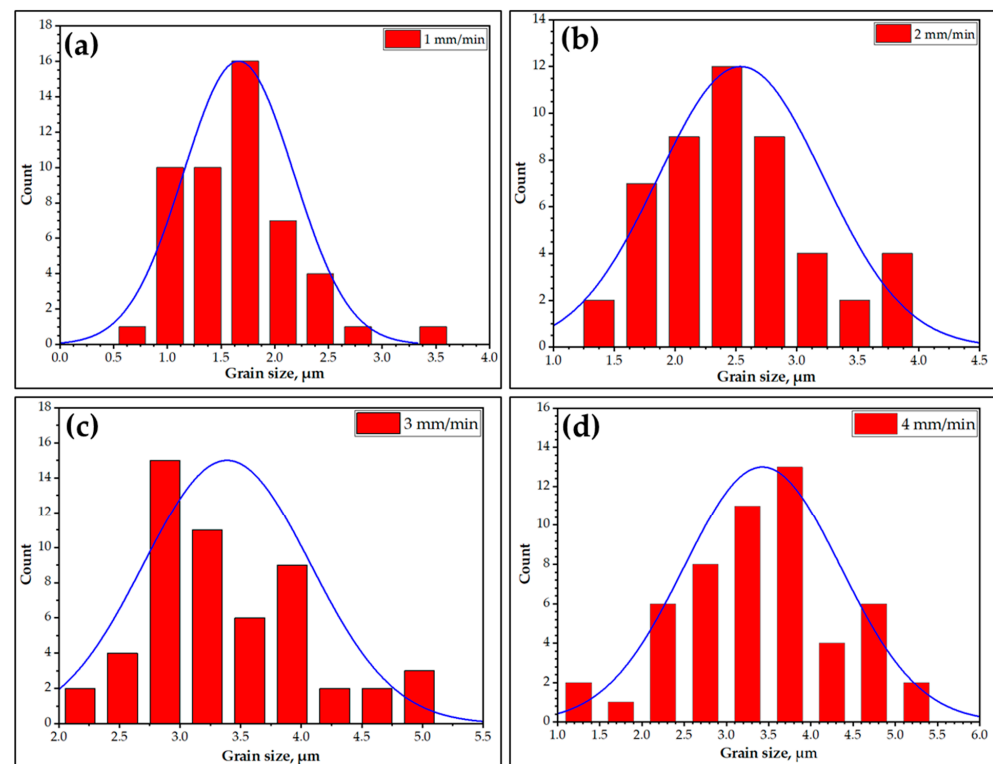 (a)
1 mm/min
18
16
14
12
10
8
6
4
2
0
Count
0.0 0.5 1.0 1.5 2.0 2.5 3.0 3.5 4.0
Grain size, μm
(b)
2 mm/min
14
12
10
8
6
4
2
0
Count
1.0 1.5 2.0 2.5 3.0 3.5 4.0 4.5
Grain size, μm
(c)
3 mm/min
18
16
14
12
10
8
6
4
2
0
Count
2.0 2.5 3.0 3.5 4.0 4.5 5.0 5.5
Grain size, μm
(d)
4 mm/min
16
14
12
10
8
6
4
2
0
Count
1.0 1.5 2.0 2.5 3.0 3.5 4.0 4.5 5.0 5.5 6.0
Grain size, μm